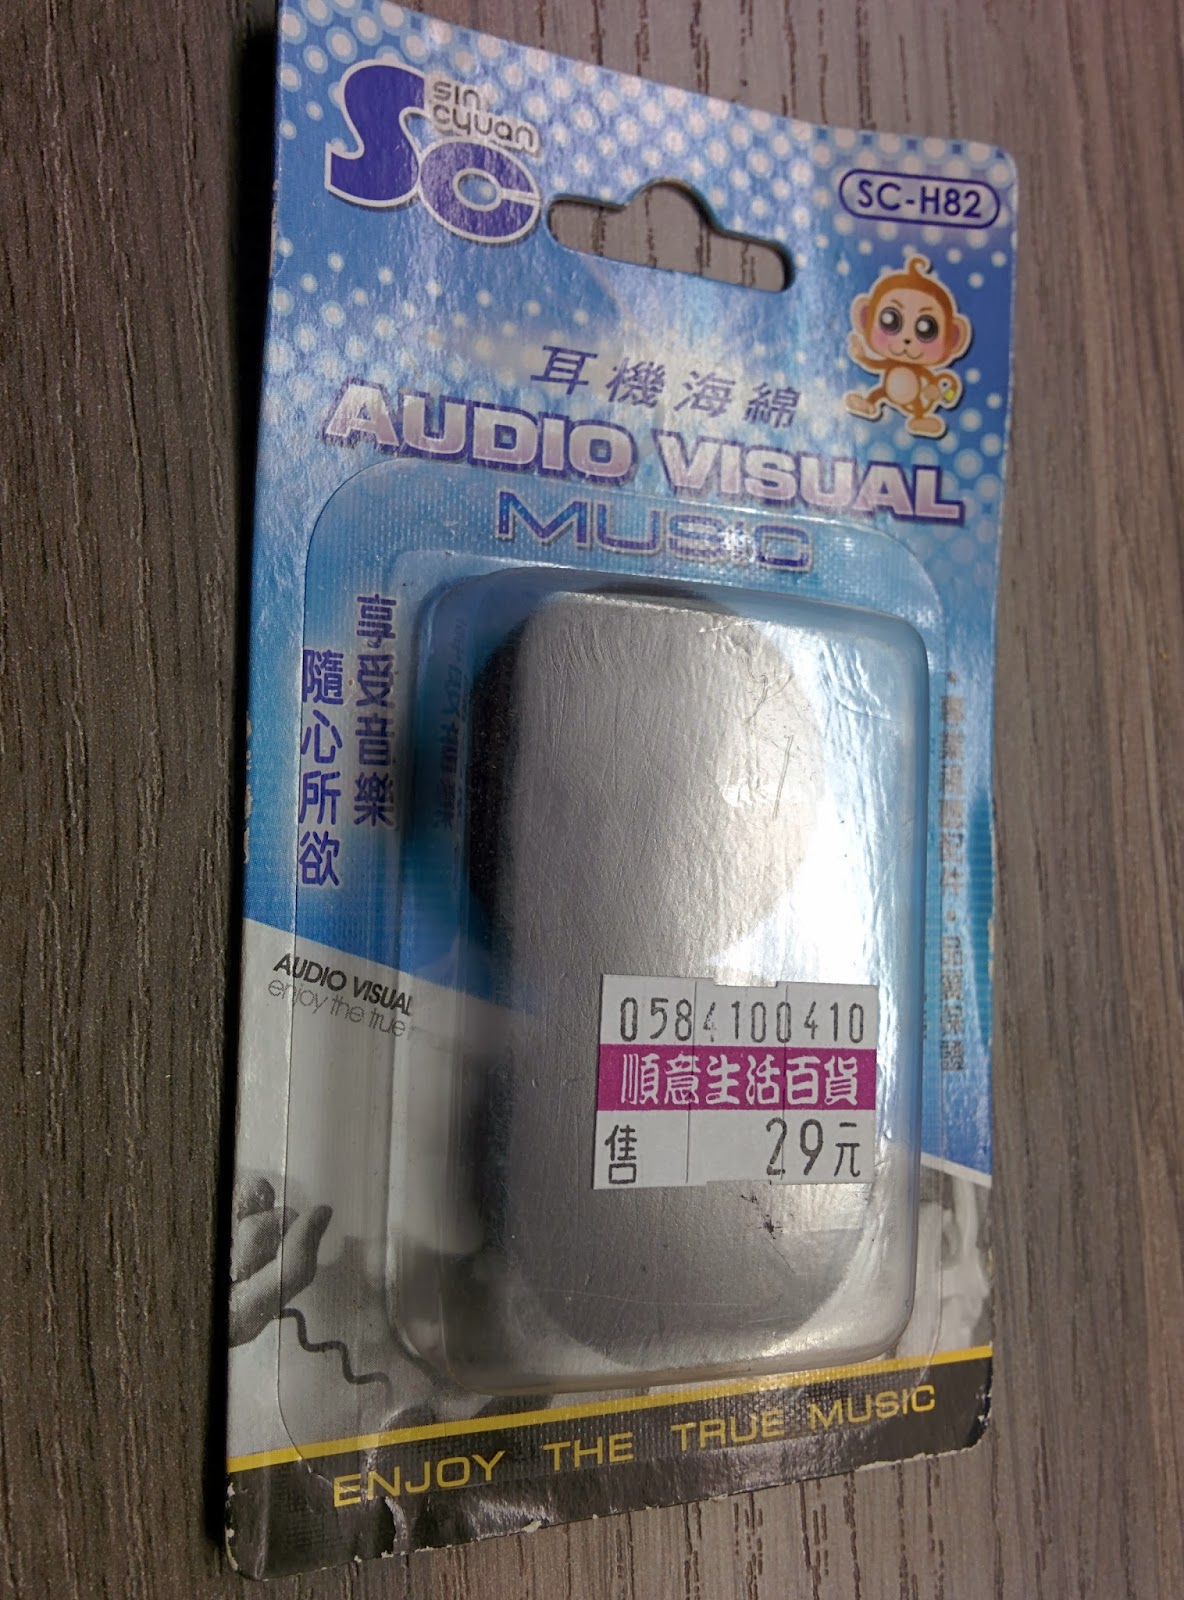 SC
sin
cyuan
SC-H82
耳機海綿
AUDIO VISUAL
MUSIC
享受音樂
隨心所欲
AUDIO VISUAL
enjoy the true
0584100410
順意生活百貨
售 29元
ENJOY THE TRUE MUSIC